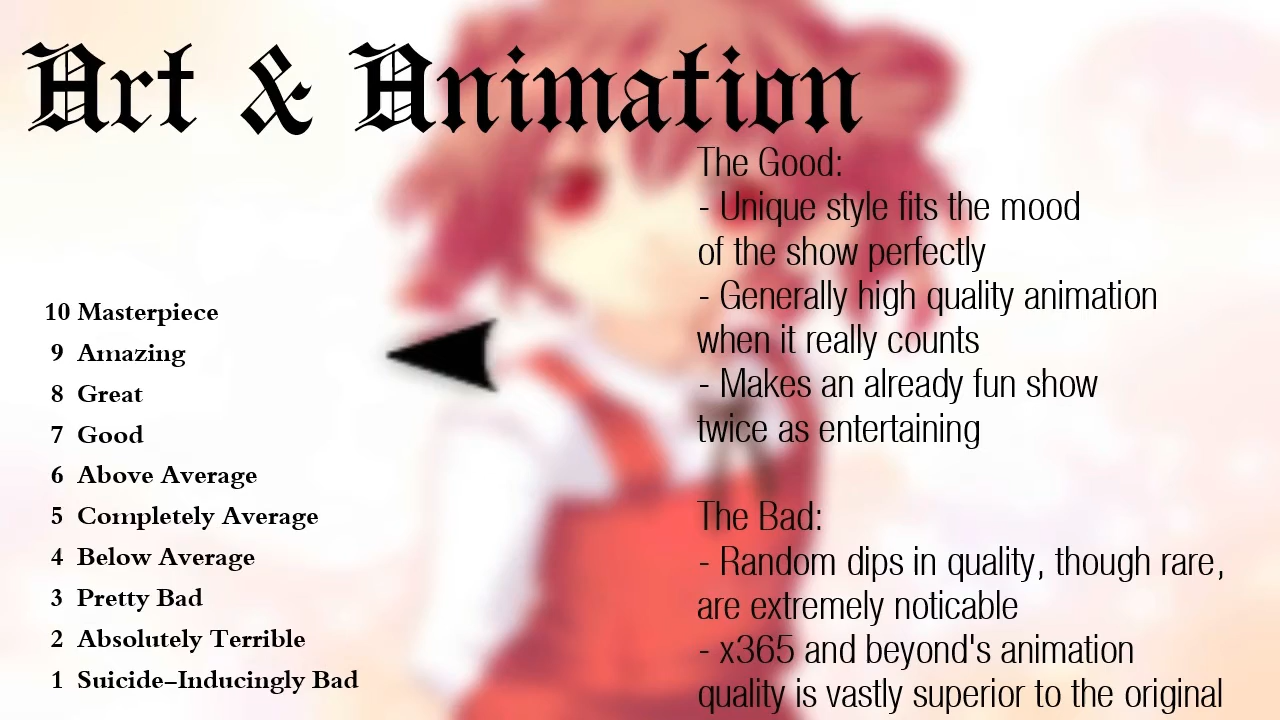 Art & Animation
10 Masterpiece
9 Amazing
8 Great
7 Good
6 Above Average
5 Completely Average
4 Below Average
3 Pretty Bad
2 Absolutely Terrible
1 Suicide-Inducingly Bad
The Good:
- Unique style fits the mood
of the show perfectly
- Generally high quality animation
when it really counts
- Makes an already fun show
twice as entertaining
The Bad:
- Random dips in quality, though rare,
are extremely noticable
- x365 and beyond's animation
quality is vastly superior to the original